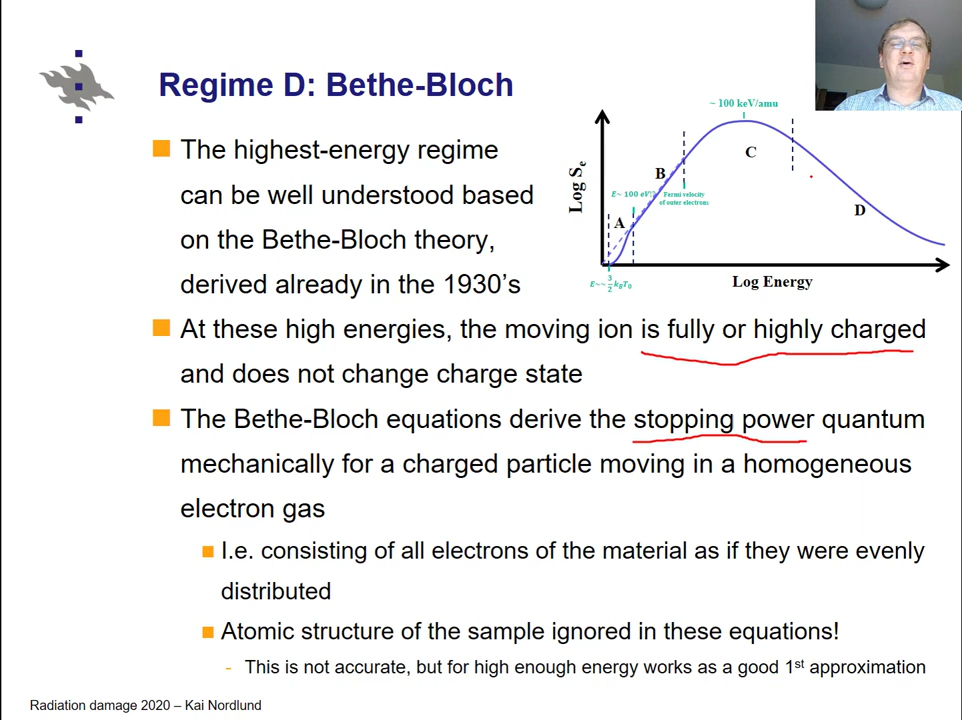 Regime D: Bethe-Bloch
The highest-energy regime
can be well understood based
on the Bethe-Bloch theory,
derived already in the 1930’s
At these high energies, the moving ion is fully or highly charged
and does not change charge state
The Bethe-Bloch equations derive the stopping power quantum
mechanically for a charged particle moving in a homogeneous
electron gas
I.e. consisting of all electrons of the material as if they were evenly
distributed
Atomic structure of the sample ignored in these equations!
- This is not accurate, but for high enough energy works as a good 1st approximation
~ 100 keV/amu
Log Se
C
B
E~ 100 eV
Fermi velocity
of outer electrons
A
D
E~~ 3/2 kBT0
Log Energy
Radiation damage 2020 – Kai Nordlund